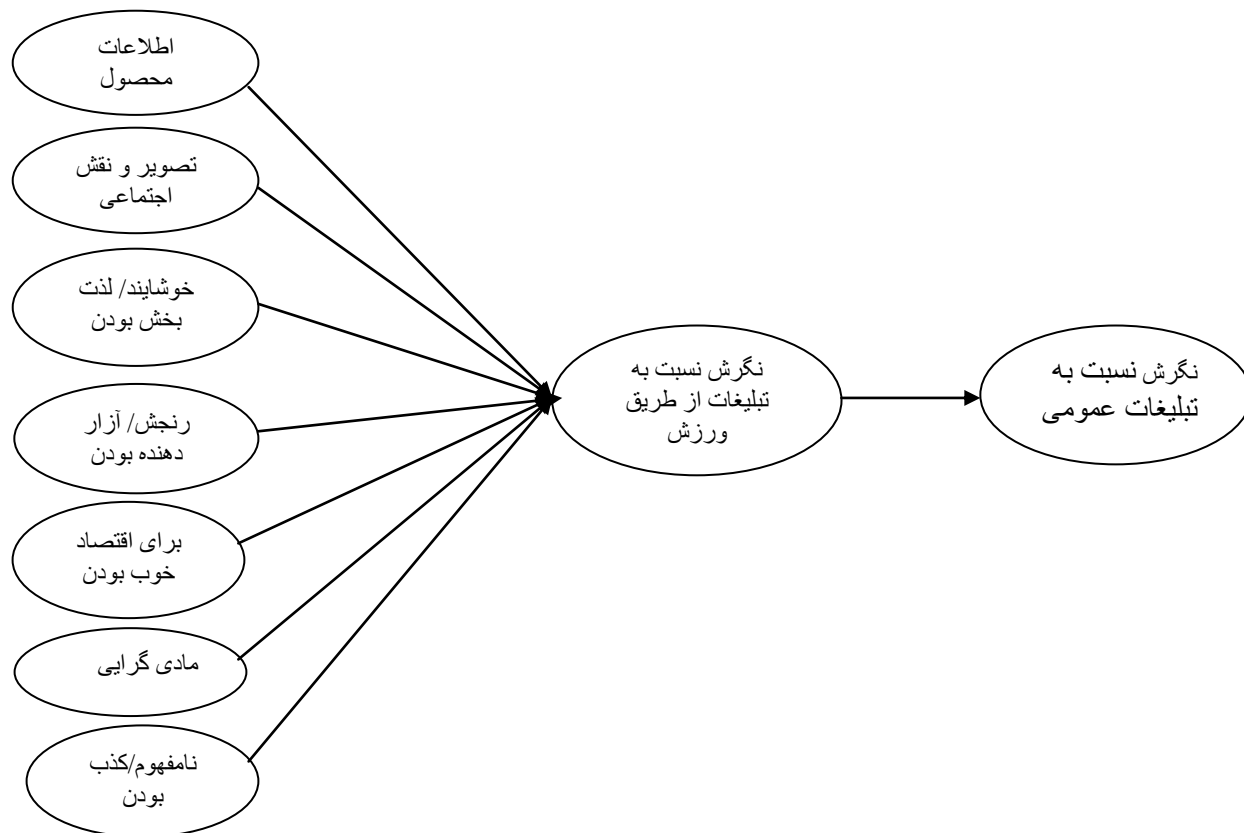 اطلاعات
محصول
تصویر و نقش
اجتماعی
خوشایند/ لذت
بخش بودن
رنجش/ آزار
دهنده بودن
برای اقتصاد
خوب بودن
مادی گرایی
نامفهوم/کذب
بودن
نگرش نسبت به
تبلیغات از طریق
ورزش
نگرش نسبت به
تبلیغات عمومی